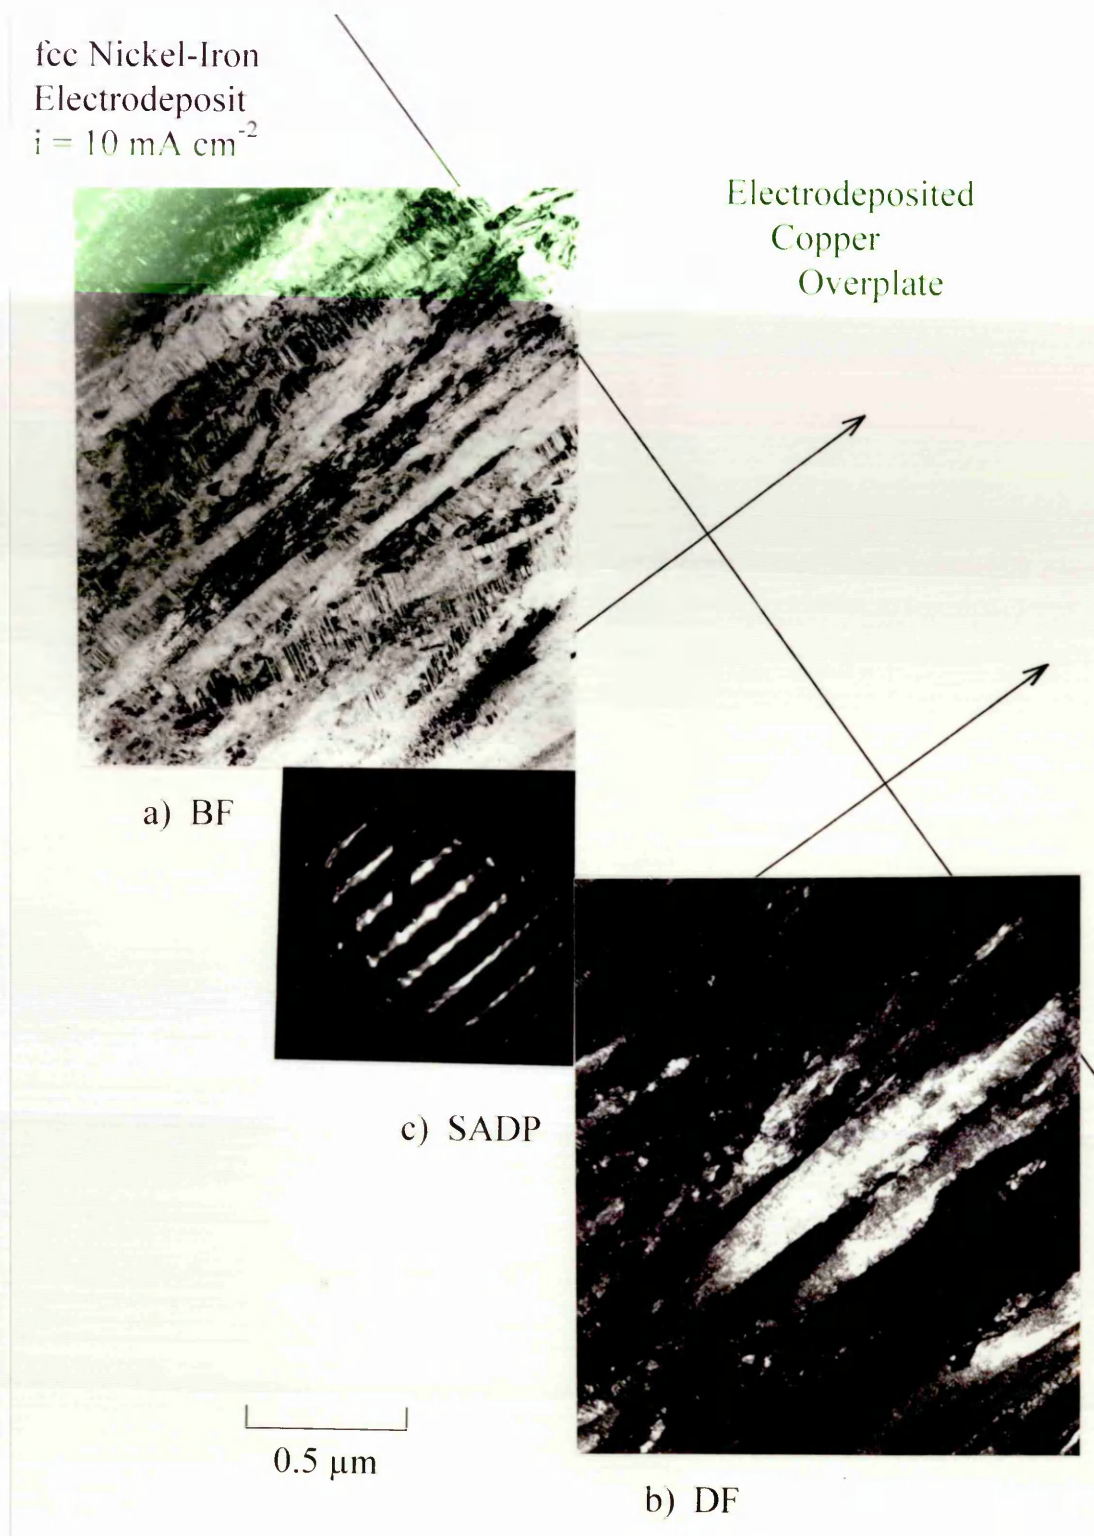 fcc Nickel-Iron
Electrodeposit
i = 10 mA cm⁻²
Electrodeposited
Copper
Overplate
a) BF
c) SADP
0.5 µm
b) DF